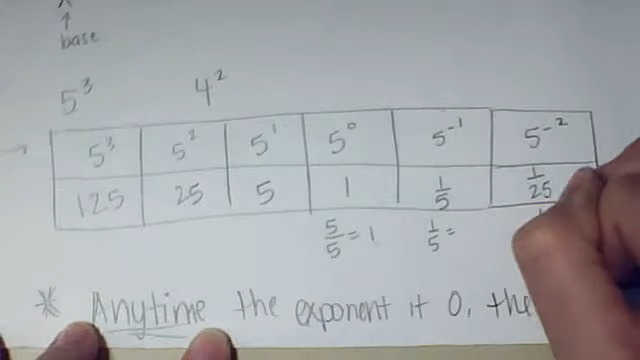 base
5³ 4²
5³ 5² 5¹ 5⁰ 5⁻¹ 5⁻²
125 25 5 1 1/5 1/25
5/5 = 1 1/5 =
* Anytime the exponent it 0, the